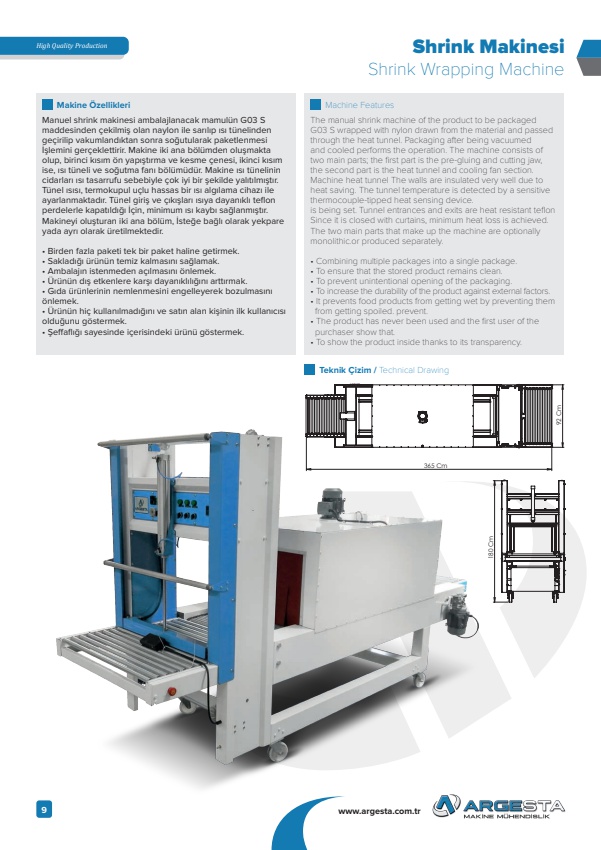 High Quality Production
Shrink Makinesi
Shrink Wrapping Machine
Makine Özellikleri
Manuel shrink makinesi ambalajlanacak mamulün G03 S
maddesinden çekilmiş olan naylon ile sarılıp ısı tünelinden
geçirilip vakumlandıktan sonra soğutularak paketlenmesi
İşlemini gerçeklettirir. Makine iki ana bölümden oluşmakta
olup, birinci kısım ön yapıştırma ve kesme çenesi, ikinci kısım
ise, ısı tüneli ve soğutma fanı bölümüdür. Makine ısı tünelinin
cidarları ısı tasarrufu sebebiyle çok iyi bir şekilde yalıtılmıştır.
Tünel ısısı, termokupul uçlu hassas bir ısı algılama cihazı ile
ayarlanmaktadır. Tünel giriş ve çıkışları ısıya dayanıklı teflon
perdelerle kapatıldığı İçin, minimum ısı kaybı sağlanmıştır.
Makineyi oluşturan iki ana bölüm, İsteğe bağlı olarak yekpare
yada ayrı olarak üretilmektedir.
• Birden fazla paketi tek bir paket haline getirmek.
• Sakladığı ürünün temiz kalmasını sağlamak.
• Ambalajın istenmeden açılmasını önlemek.
• Ürünün dış etkenlere karşı dayanıklılığını arttırmak.
• Gıda ürünlerinin nemlenmesini engelleyerek bozulmasını
önlemek.
• Ürünün hiç kullanılmadığını ve satın alan kişinin ilk kullanıcısı
olduğunu göstermek.
• Şeffaflığı sayesinde içerisindeki ürünü göstermek.
Machine Features
The manual shrink machine of the product to be packaged
G03 S wrapped with nylon drawn from the material and passed
through the heat tunnel. Packaging after being vacuumed
and cooled performs the operation. The machine consists of
two main parts; the first part is the pre-gluing and cutting jaw,
the second part is the heat tunnel and cooling fan section.
Machine heat tunnel The walls are insulated very well due to
heat saving. The tunnel temperature is detected by a sensitive
thermocouple-tipped heat sensing device.
is being set. Tunnel entrances and exits are heat resistant teflon
Since it is closed with curtains, minimum heat loss is achieved.
The two main parts that make up the machine are optionally
monolithic.or produced separately.
• Combining multiple packages into a single package.
• To ensure that the stored product remains clean.
• To prevent unintentional opening of the packaging.
• To increase the durability of the product against external factors.
• It prevents food products from getting wet by preventing them
from getting spoiled. prevent.
• The product has never been used and the first user of the
purchaser show that.
• To show the product inside thanks to its transparency.
Teknik Çizim / Technical Drawing
92 Cm
365 Cm
180 Cm
9
www.argesta.com.tr
ARGESTA
MAKİNE MÜHENDİSLİK